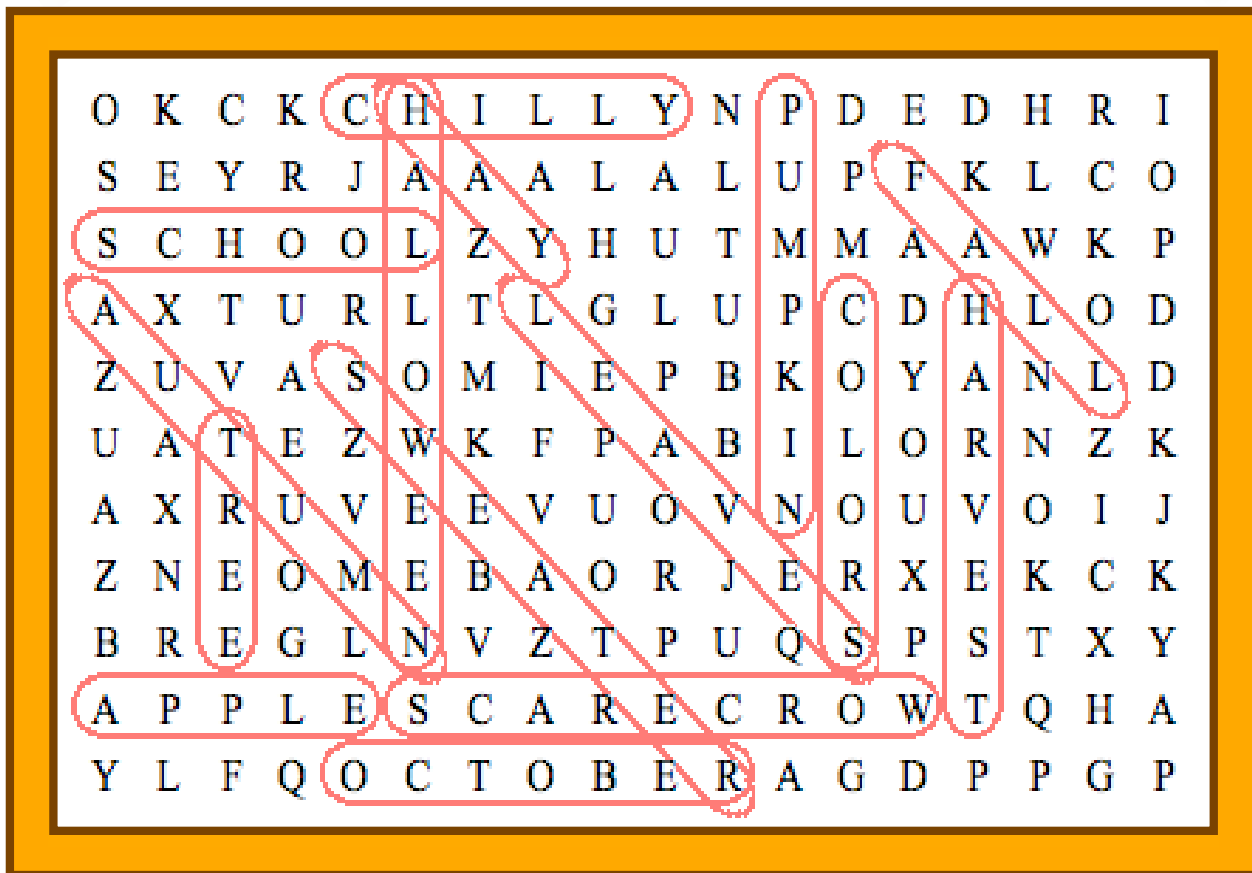 O K C K C H I L L Y N P D E D H R I
S E Y R J A A A L A L U P F K L C O
S C H O O L Z Y H U T M M A A W K P
A X T U R L T L G L U P C D H L O D
Z U V A S O M I E P B K O Y A N L D
U A T E Z W K F P A B I L O R N Z K
A X R U V E E V U O V N O U V O I J
Z N E O M E B A O R J E R X E K C K
B R E G L N V Z T P U Q S P S T X Y
A P P L E S C A R E C R O W T Q H A
Y L F Q O C T O B E R A G D P P G P